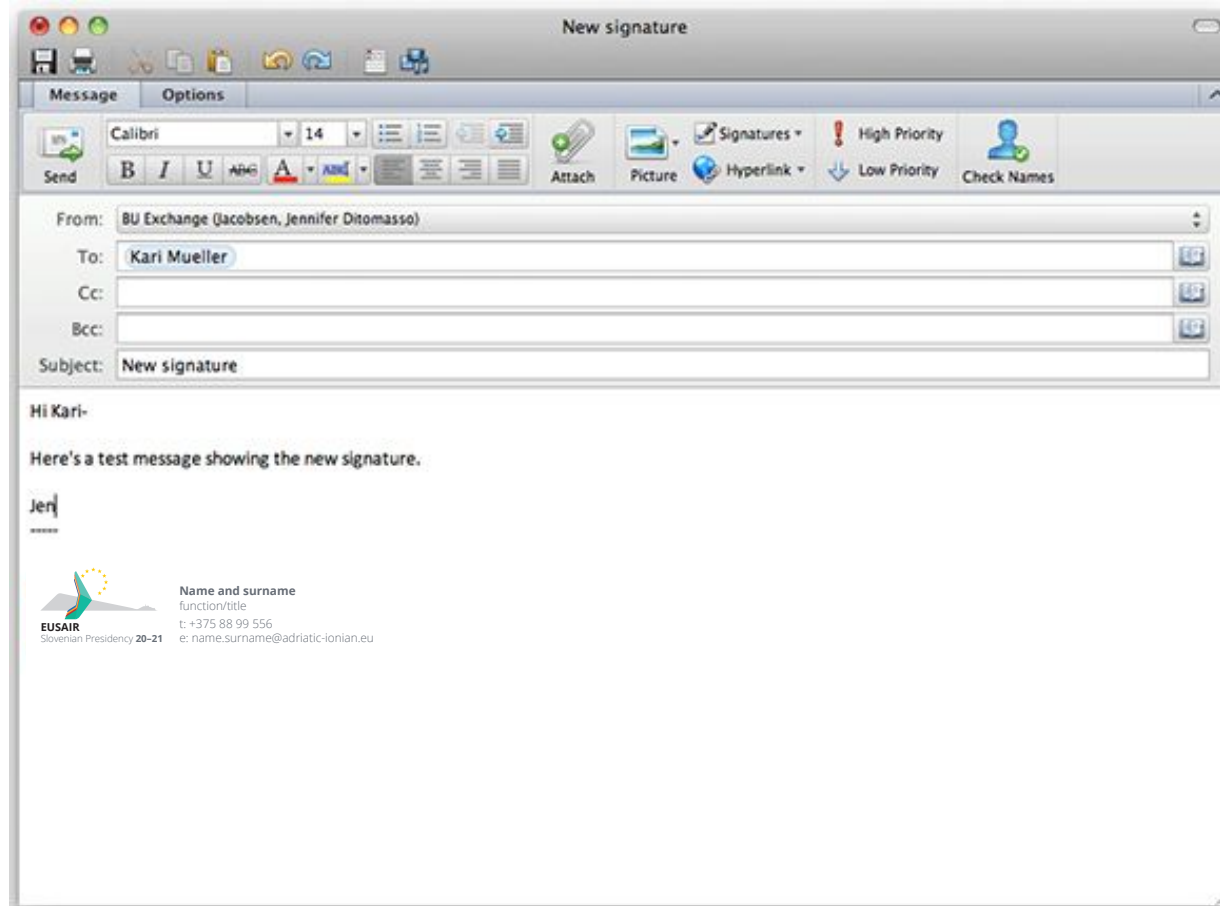 New signature
Message Options
Calibri 14
Signatures High Priority
B I U ABC A
Send Attach Picture Hyperlink Low Priority Check Names
From: BU Exchange (Jacobsen, Jennifer Ditomasso)
To: Kari Mueller
Cc:
Bcc:
Subject: New signature
Hi Kari-
Here's a test message showing the new signature.
Jen
-----
Name and surname
function/title
EUSAIR t: +375 88 99 556
Slovenian Presidency 20–21 e: name.surname@adriatic-ionian.eu